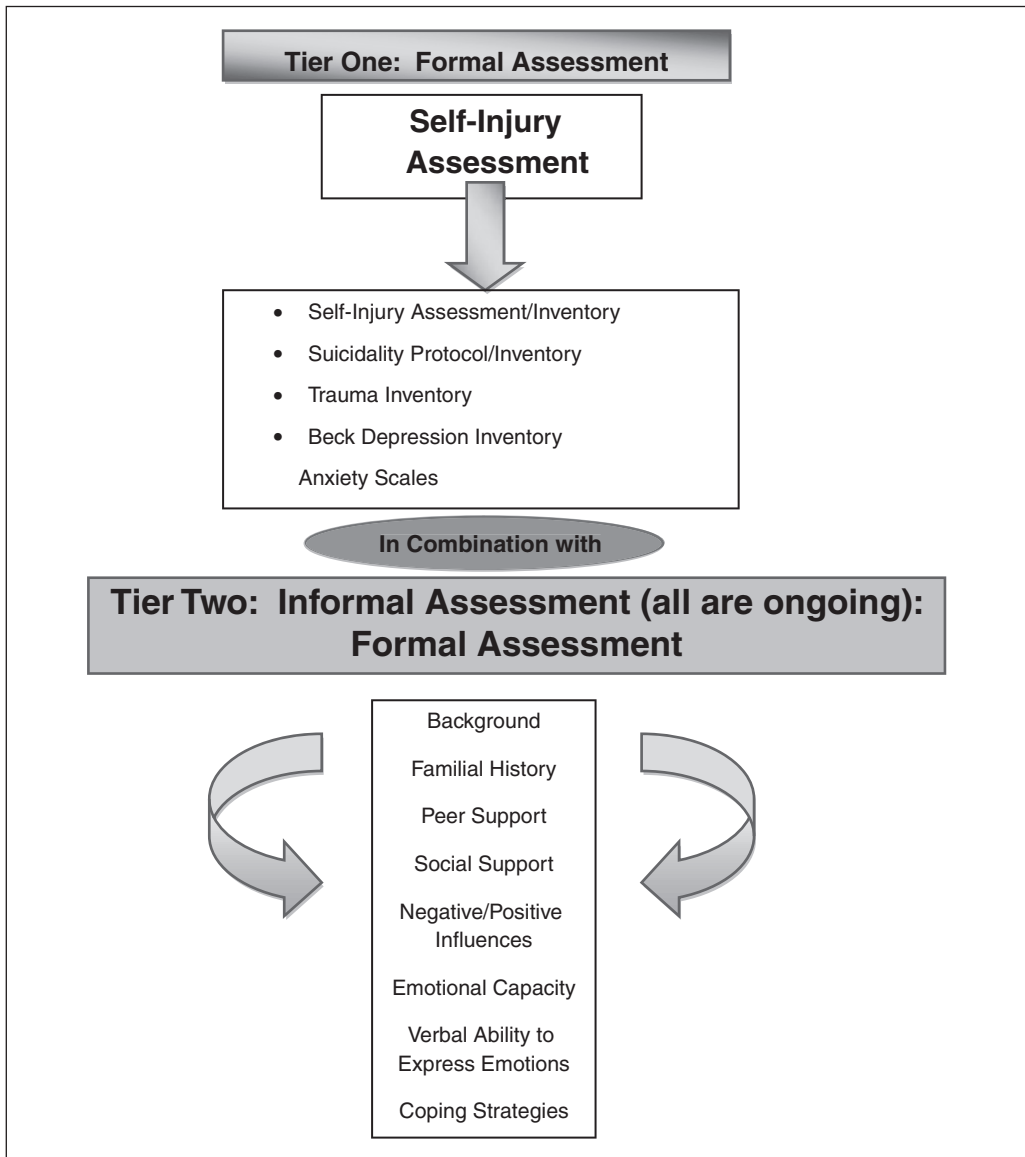 Tier One: Formal Assessment
Self-Injury
Assessment
• Self-Injury Assessment/Inventory
• Suicidality Protocol/Inventory
• Trauma Inventory
• Beck Depression Inventory
Anxiety Scales
In Combination with
Tier Two: Informal Assessment (all are ongoing):
Formal Assessment
Background
Familial History
Peer Support
Social Support
Negative/Positive
Influences
Emotional Capacity
Verbal Ability to
Express Emotions
Coping Strategies